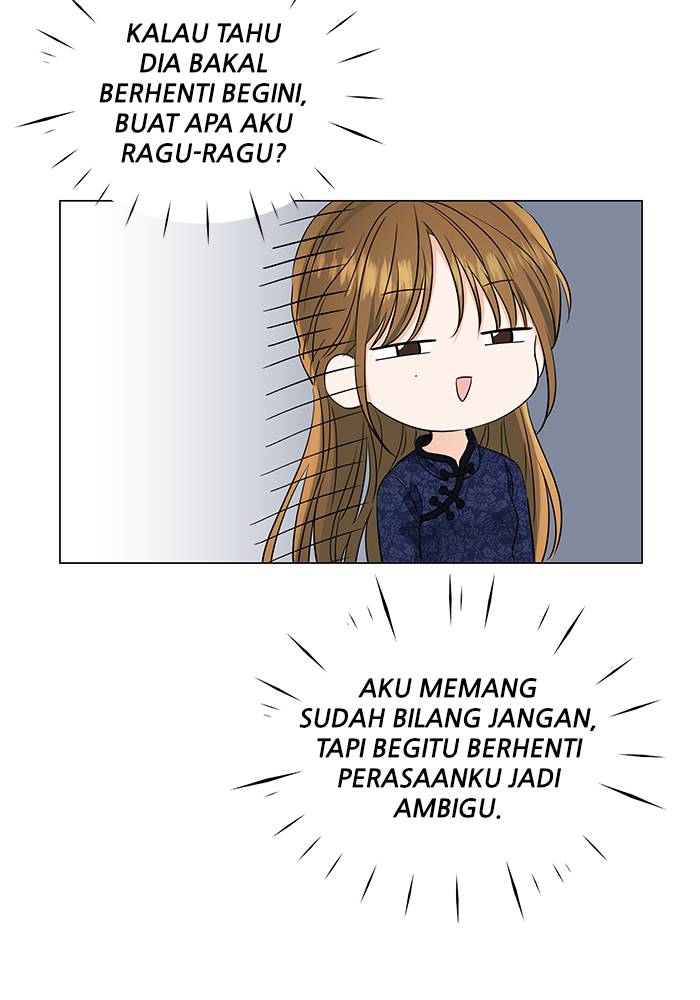 KALAU TAHU
DIA BAKAL
BERHENTI BEGINI,
BUAT APA AKU
RAGU-RAGU?
AKU MEMANG
SUDAH BILANG JANGAN,
TAPI BEGITU BERHENTI
PERASAANKU JADI
AMBIGU.